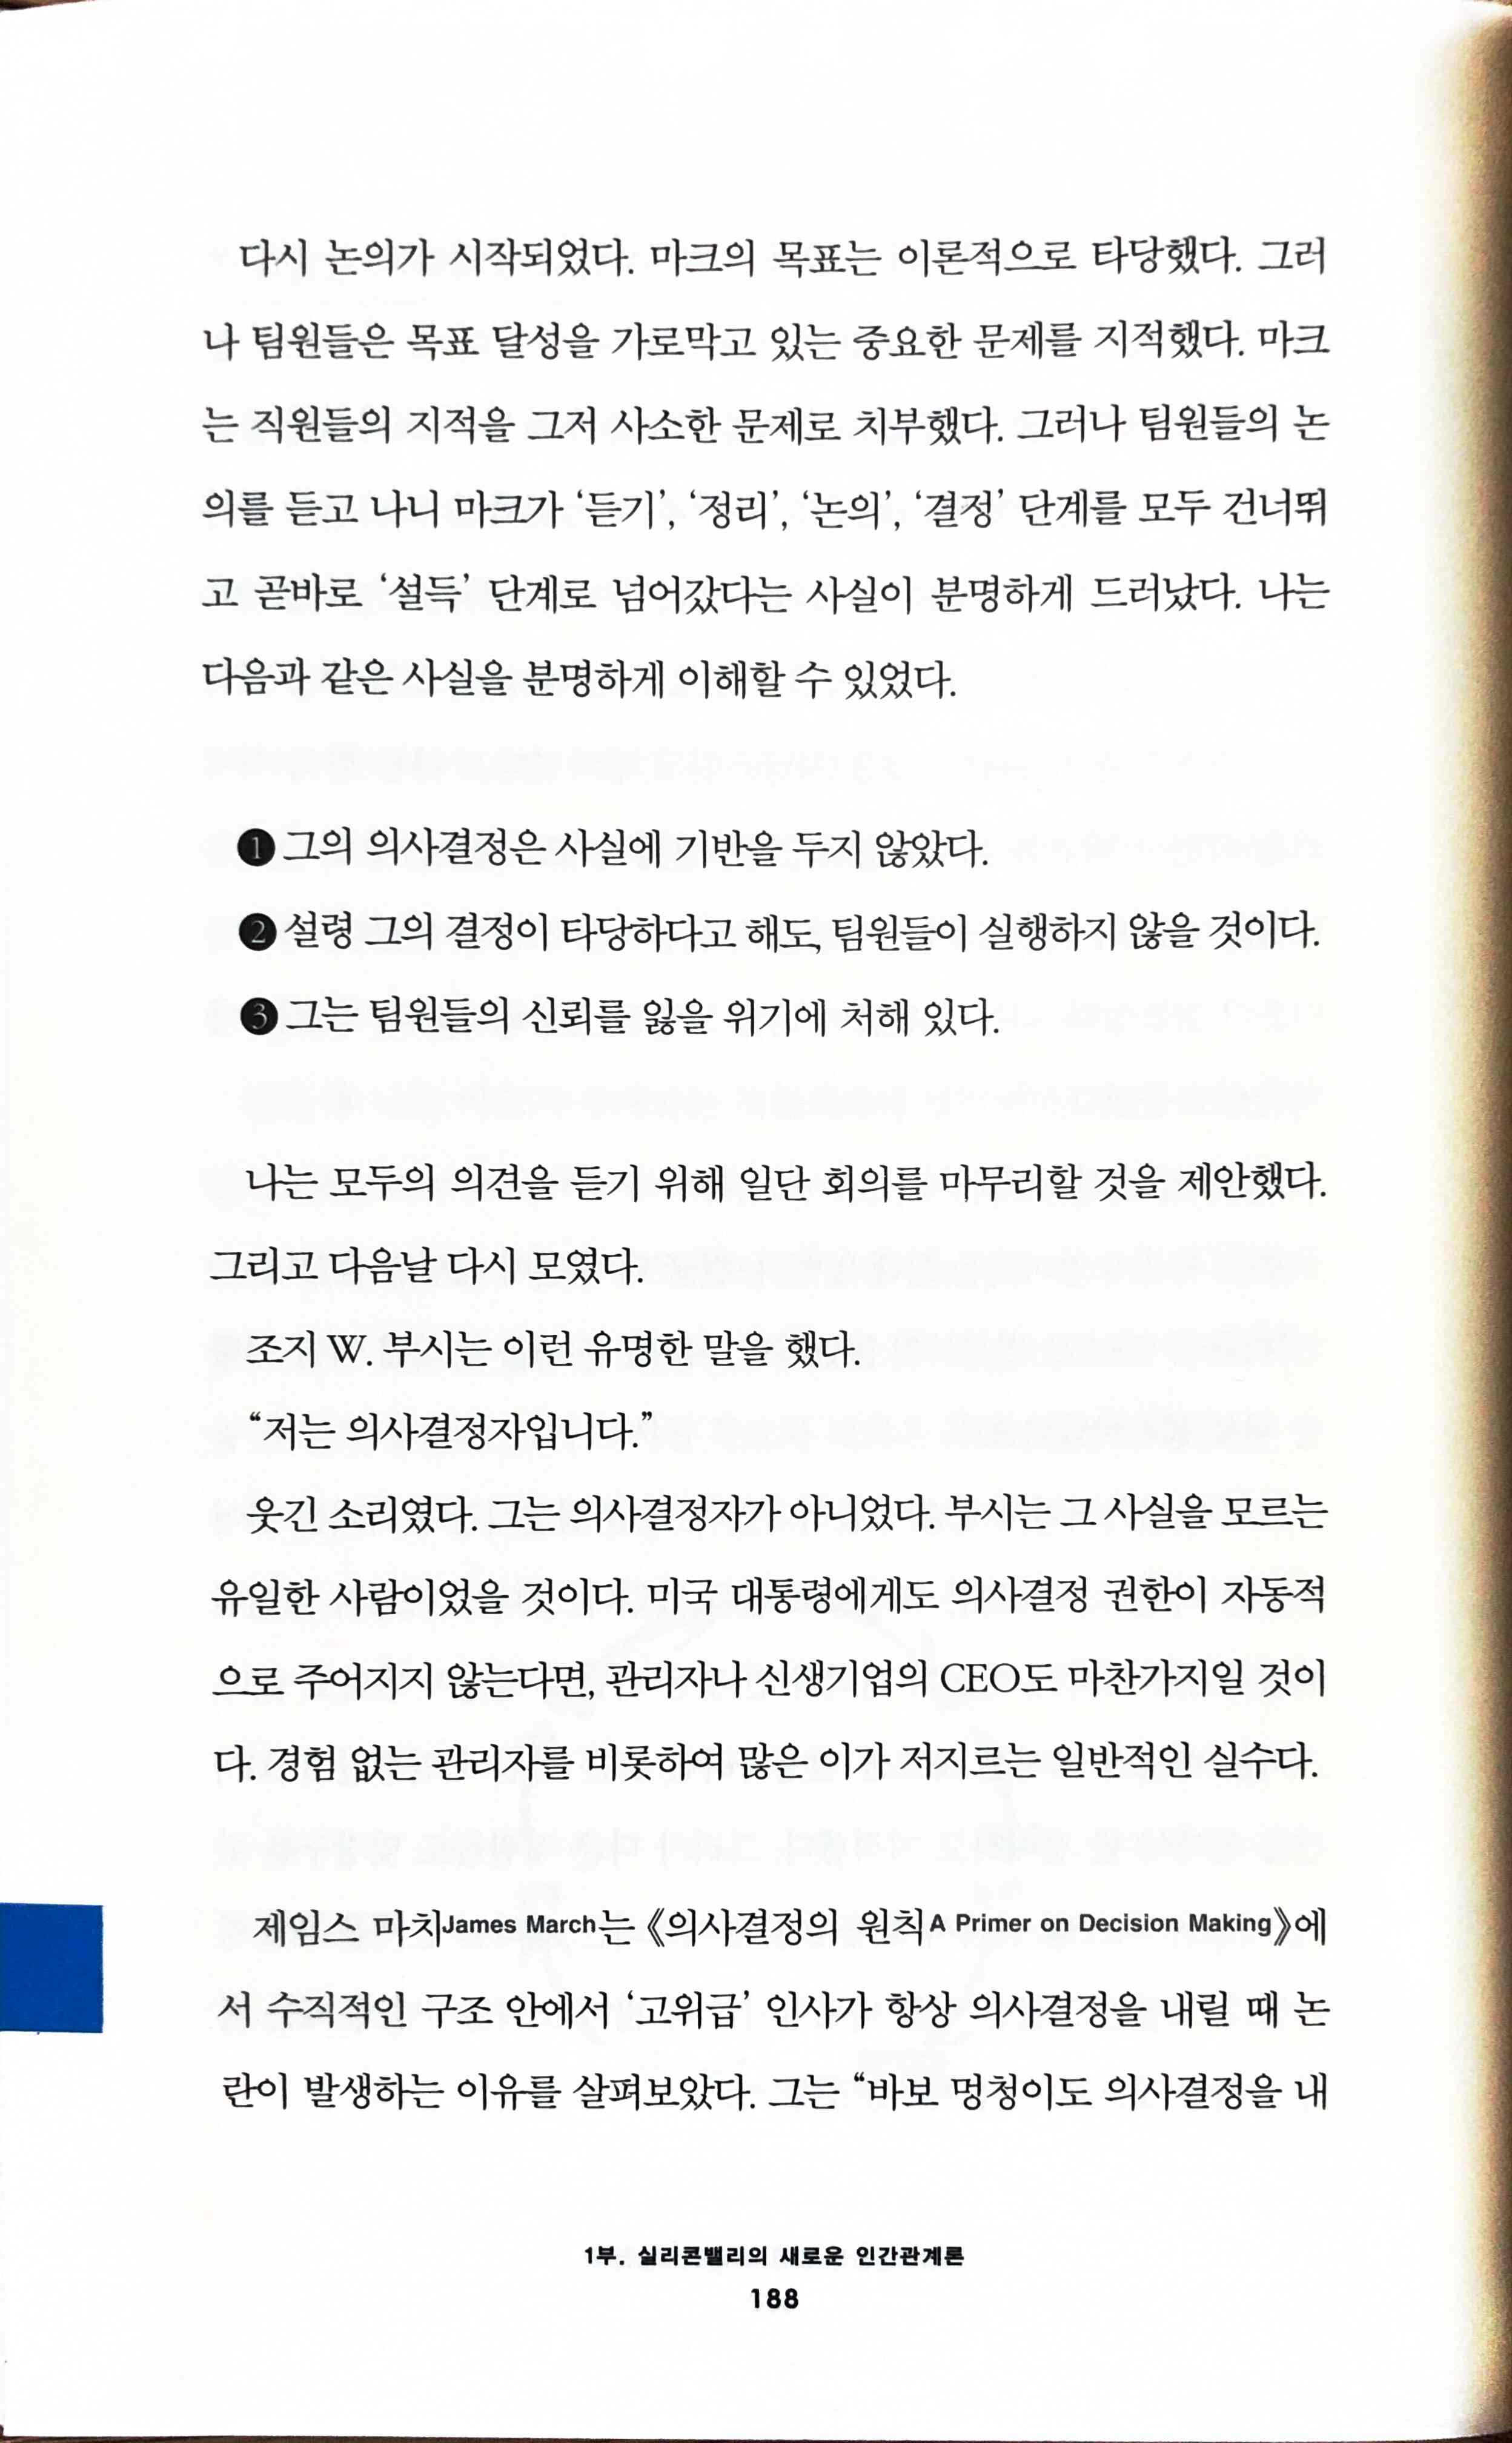 다시 논의가 시작되었다. 마크의 목표는 이론적으로 타당했다. 그러
나 팀원들은 목표 달성을 가로막고 있는 중요한 문제를 지적했다. 마크
는 직원들의 지적을 그저 사소한 문제로 치부했다. 그러나 팀원들의 논
의를 듣고 나니 마크가 ‘듣기’, ‘정리’, ‘논의’, ‘결정’ 단계를 모두 건너뛰
고 곧바로 ‘설득’ 단계로 넘어갔다는 사실이 분명하게 드러났다. 나는
다음과 같은 사실을 분명하게 이해할 수 있었다.
❶ 그의 의사결정은 사실에 기반을 두지 않았다.
❷ 설령 그의 결정이 타당하다고 해도, 팀원들이 실행하지 않을 것이다.
❸ 그는 팀원들의 신뢰를 잃을 위기에 처해 있다.
나는 모두의 의견을 듣기 위해 일단 회의를 마무리할 것을 제안했다.
그리고 다음날 다시 모였다.
조지 W. 부시는 이런 유명한 말을 했다.
“저는 의사결정자입니다.”
웃긴 소리였다. 그는 의사결정자가 아니었다. 부시는 그 사실을 모르는
유일한 사람이었을 것이다. 미국 대통령에게도 의사결정 권한이 자동적
으로 주어지지 않는다면, 관리자나 신생기업의 CEO도 마찬가지일 것이
다. 경험 없는 관리자를 비롯하여 많은 이가 저지르는 일반적인 실수다.
제임스 마치James March는 《의사결정의 원칙A Primer on Decision Making》에
서 수직적인 구조 안에서 ‘고위급’ 인사가 항상 의사결정을 내릴 때 논
란이 발생하는 이유를 살펴보았다. 그는 “바보 멍청이도 의사결정을 내
1부. 실리콘밸리의 새로운 인간관계론
188